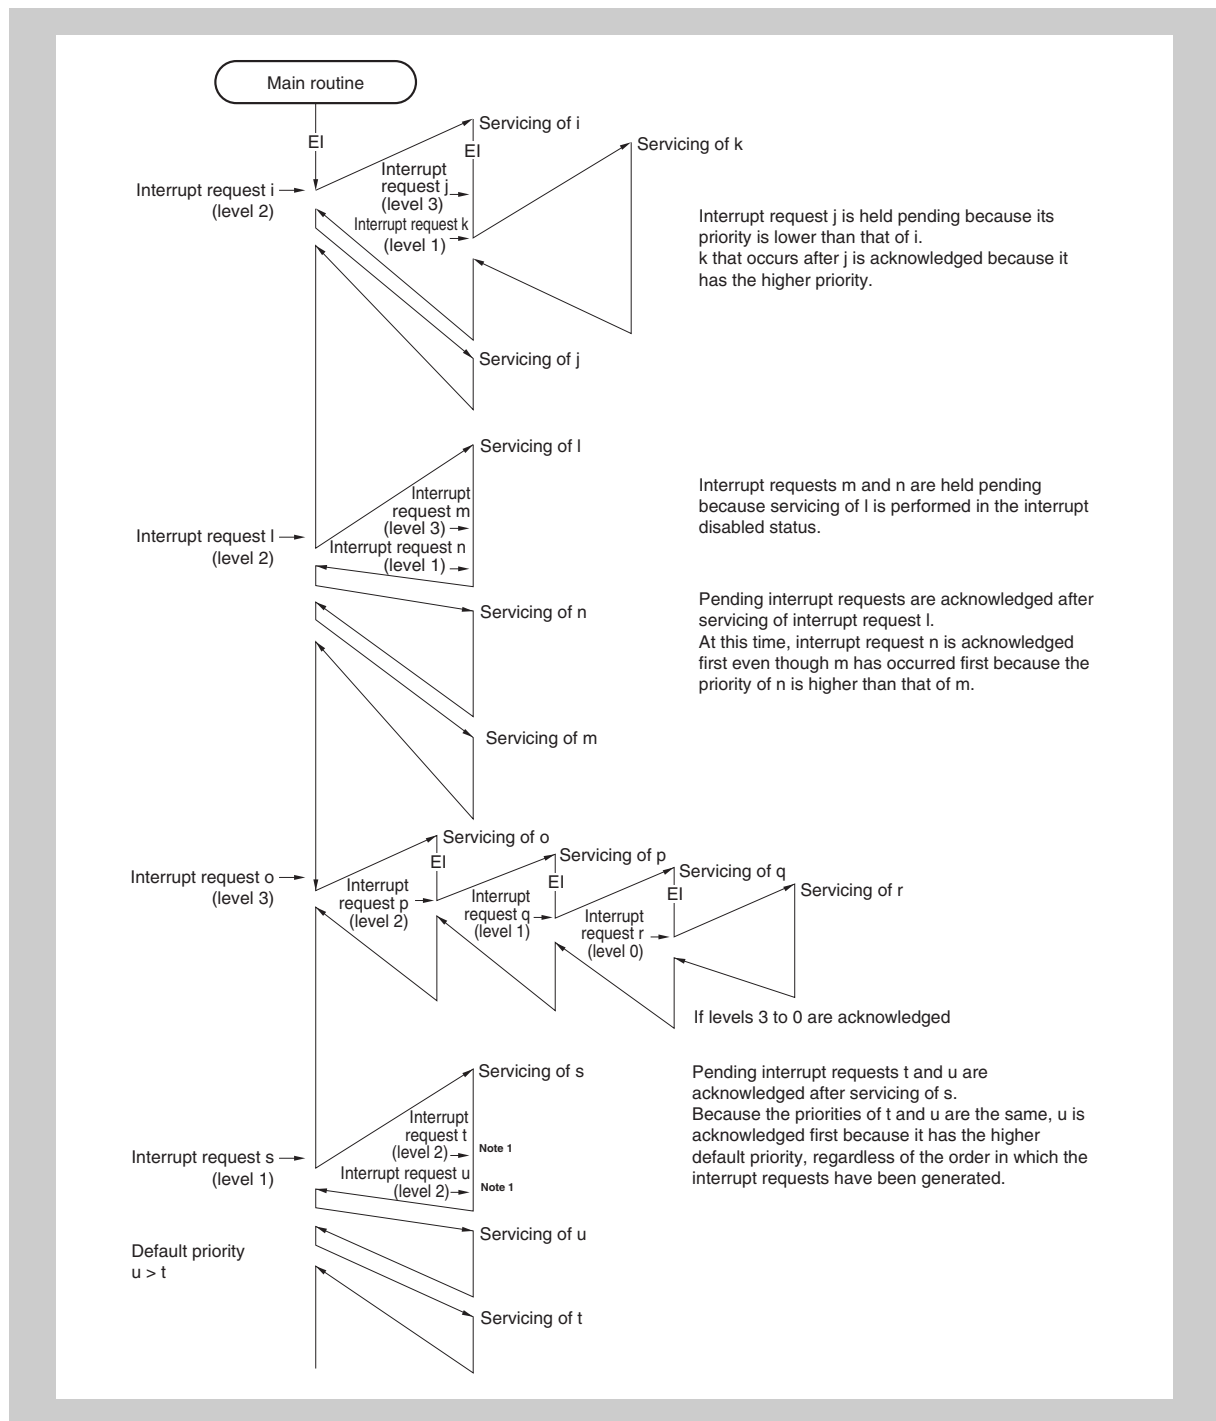 Main routine
EI
Servicing of i
EI
Servicing of k
Interrupt request i
(level 2)
Interrupt
request j
(level 3)
Interrupt request k
(level 1)
Interrupt request j is held pending because its
priority is lower than that of i.
k that occurs after j is acknowledged because it
has the higher priority.
Servicing of j
Servicing of l
Interrupt request l
(level 2)
Interrupt
request m
(level 3)
Interrupt request n
(level 1)
Interrupt requests m and n are held pending
because servicing of l is performed in the interrupt
disabled status.
Servicing of n
Pending interrupt requests are acknowledged after
servicing of interrupt request l.
At this time, interrupt request n is acknowledged
first even though m has occurred first because the
priority of n is higher than that of m.
Servicing of m
Servicing of o
EI
Servicing of p
EI
Servicing of q
EI
Servicing of r
Interrupt request o
(level 3)
Interrupt
request p
(level 2)
Interrupt
request q
(level 1)
Interrupt
request r
(level 0)
If levels 3 to 0 are acknowledged
Servicing of s
Interrupt request s
(level 1)
Interrupt
request t
(level 2)
Note 1
Interrupt request u
(level 2)
Note 1
Pending interrupt requests t and u are
acknowledged after servicing of s.
Because the priorities of t and u are the same, u is
acknowledged first because it has the higher
default priority, regardless of the order in which the
interrupt requests have been generated.
Servicing of u
Default priority
u > t
Servicing of t